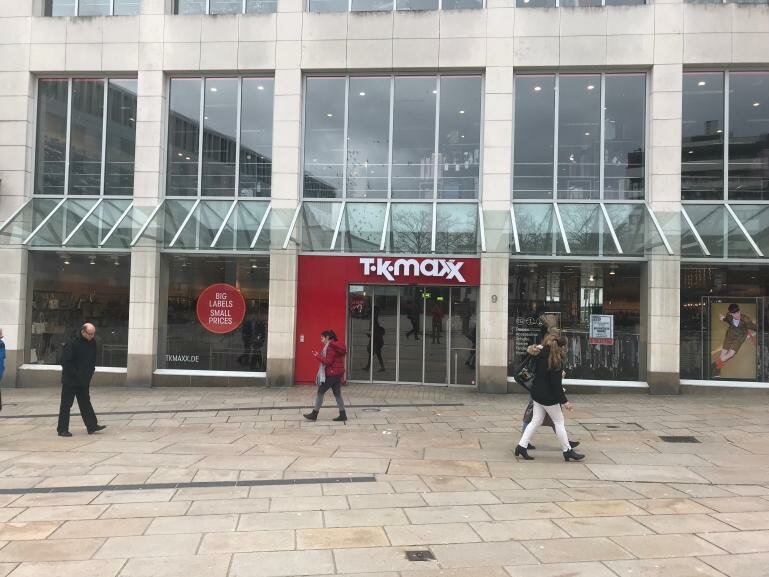 T·K·maxx
9
BIG
LABELS
SMALL
PRICES
TKMAXX.DE